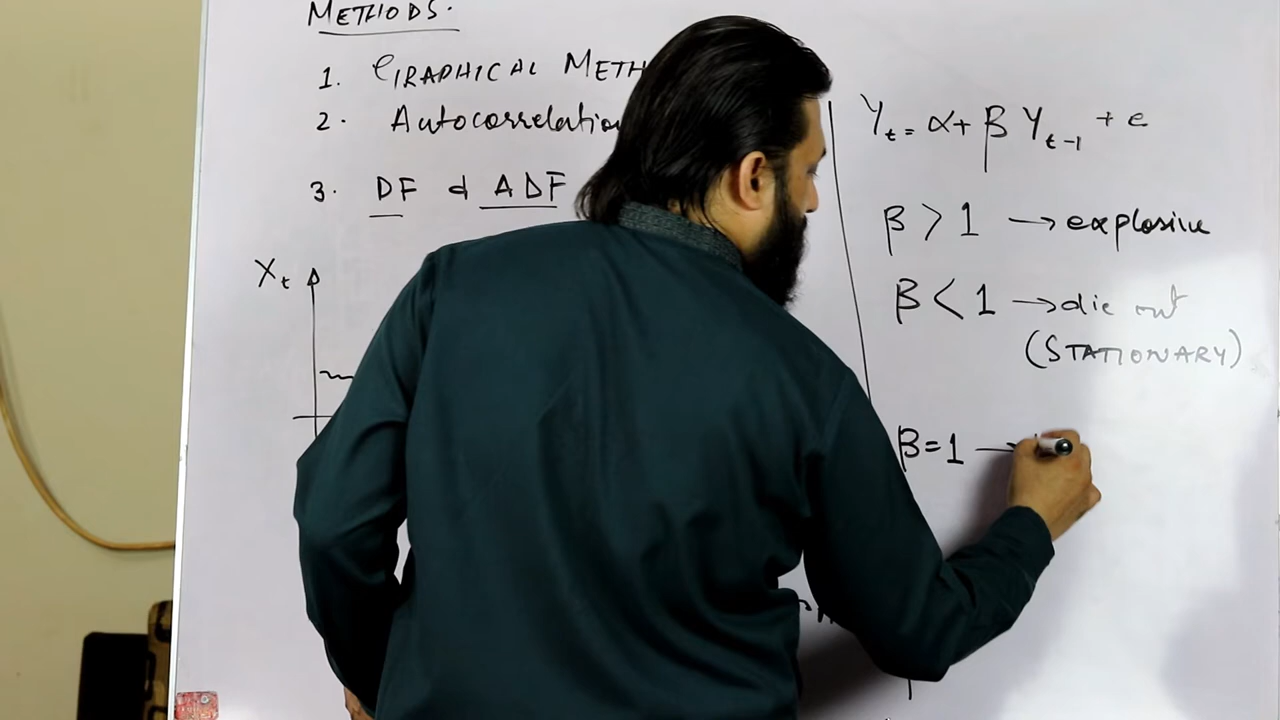 METHODS.
1. GRAPHICAL METH
2. Autocorrelation
3. DF & ADF
Xt
Yt = α + β Yt-1 + e
β > 1 → explosive
β < 1 → die out
(STATIONARY)
β = 1 →